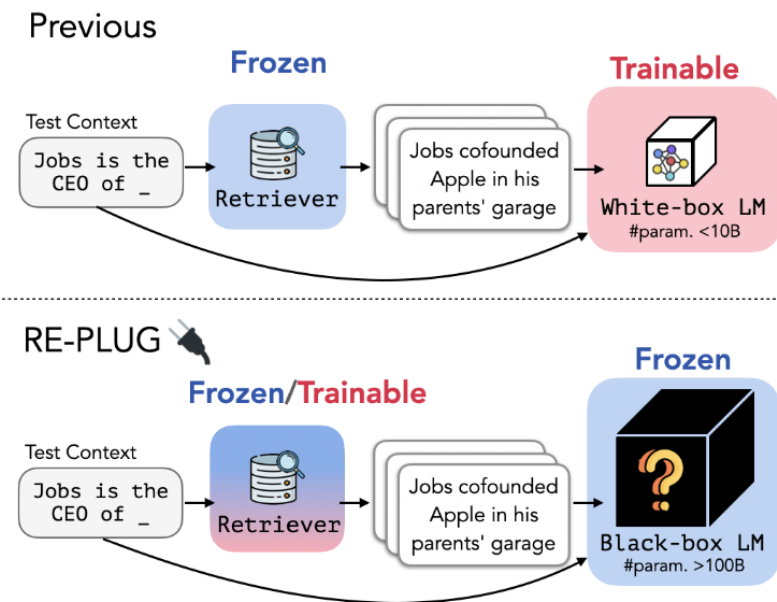 Previous
Frozen
Trainable
Test Context
Jobs is the
CEO of _
Retriever
Jobs cofounded
Apple in his
parents' garage
White-box LM
#param. <10B
RE-PLUG
Frozen
Frozen/Trainable
Test Context
Jobs is the
CEO of _
Retriever
Jobs cofounded
Apple in his
parents' garage
?
Black-box LM
#param. >100B